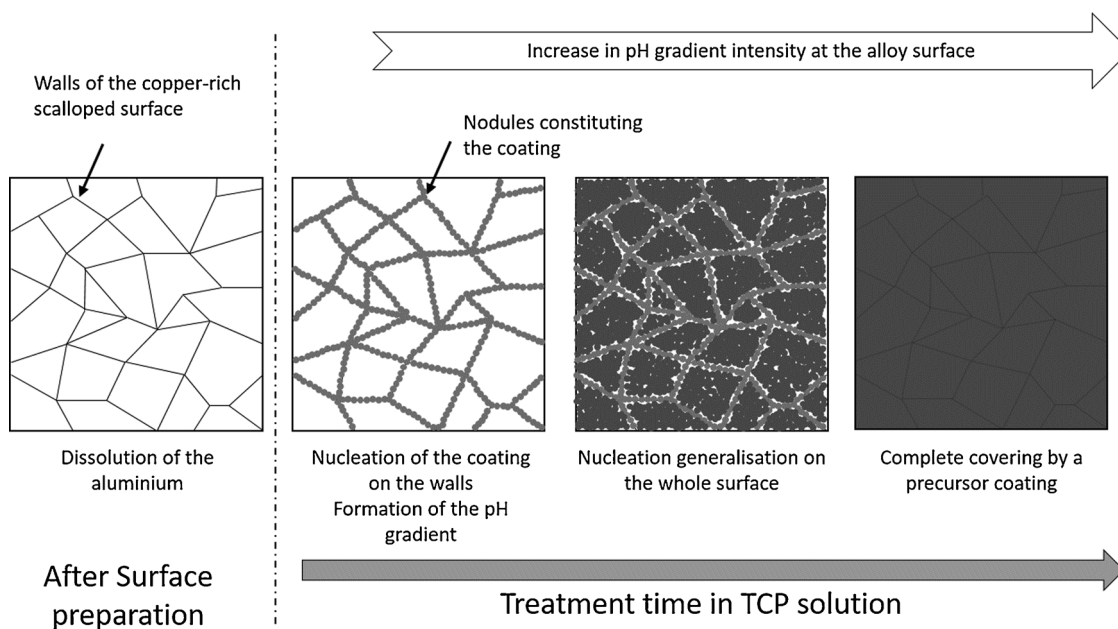 Increase in pH gradient intensity at the alloy surface
Walls of the copper-rich
scalloped surface
Nodules constituting
the coating
Dissolution of the
aluminium
Nucleation of the coating
on the walls
Formation of the pH
gradient
Nucleation generalisation on
the whole surface
Complete covering by a
precursor coating
After Surface
preparation
Treatment time in TCP solution